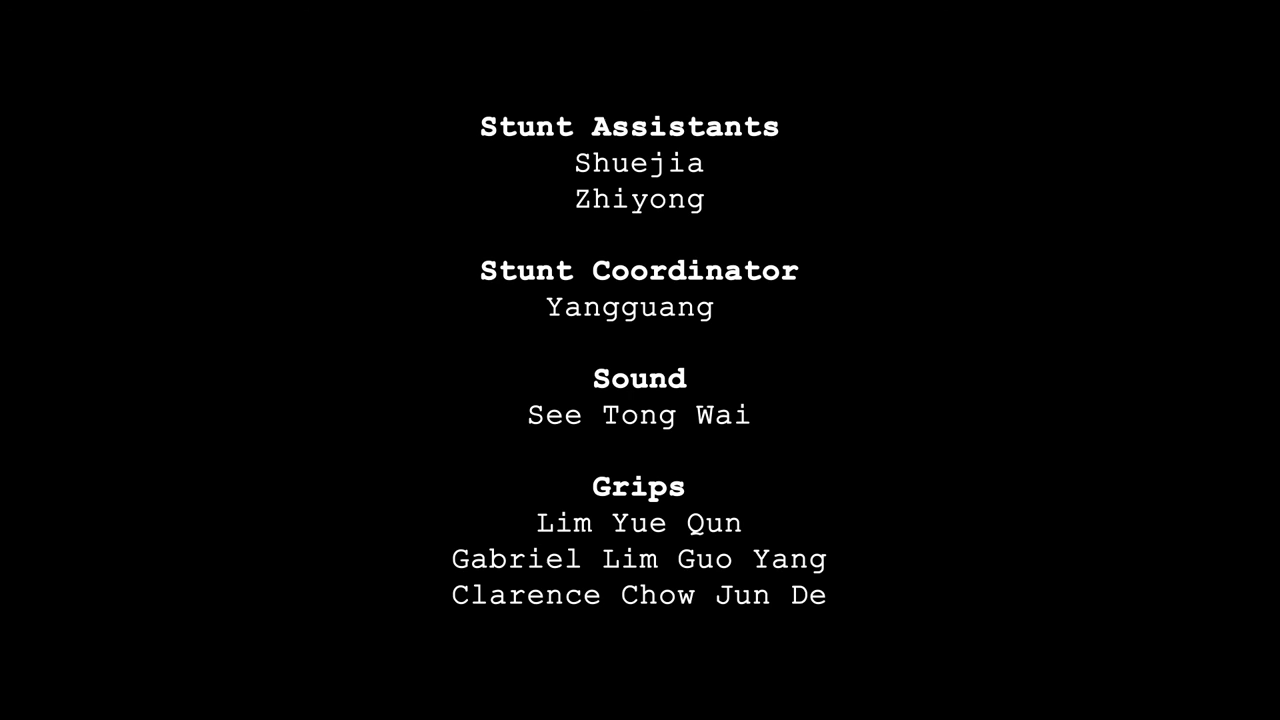 Stunt Assistants
Shuejia
Zhiyong
Stunt Coordinator
Yangguang
Sound
See Tong Wai
Grips
Lim Yue Qun
Gabriel Lim Guo Yang
Clarence Chow Jun De